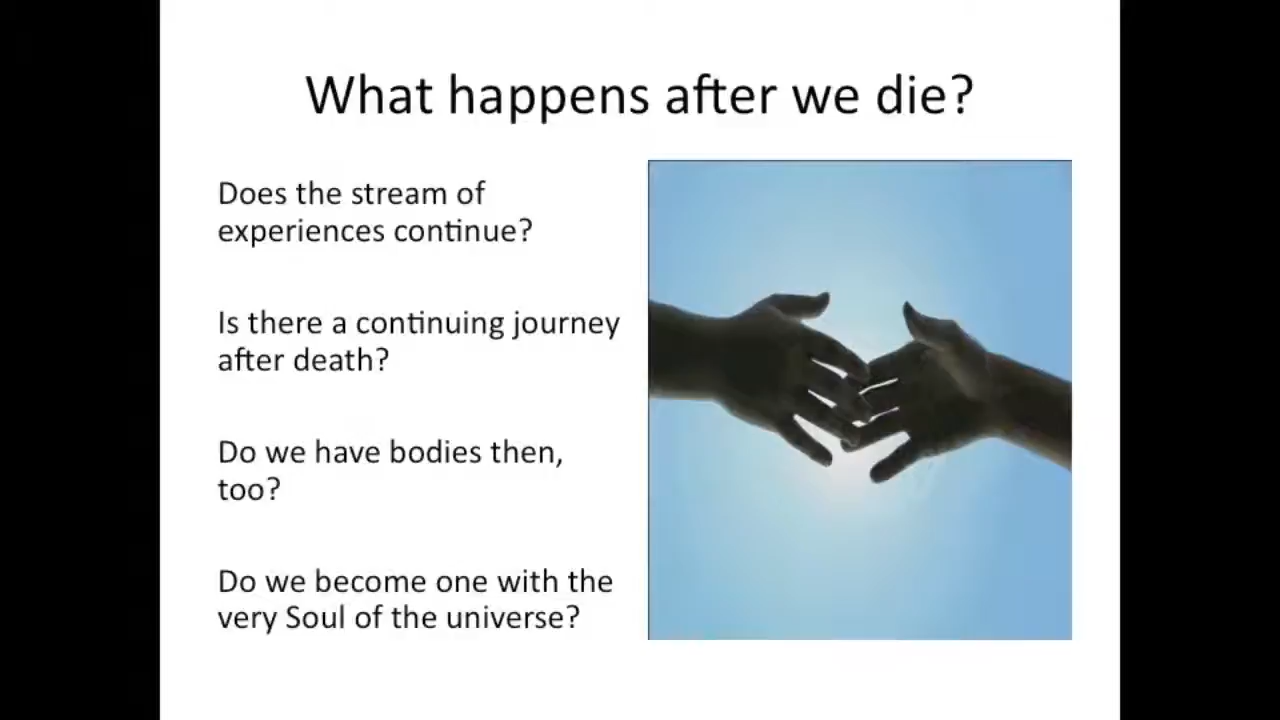 What happens after we die?
Does the stream of
experiences continue?
Is there a continuing journey
after death?
Do we have bodies then,
too?
Do we become one with the
very Soul of the universe?